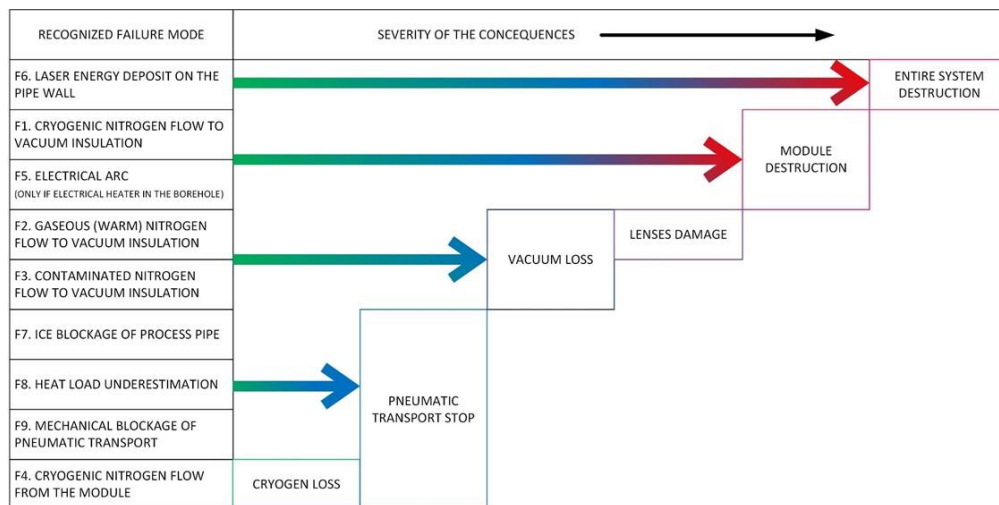 RECOGNIZED FAILURE MODE
SEVERITY OF THE CONCEQUENCES
F6. LASER ENERGY DEPOSIT ON THE
PIPE WALL
ENTIRE SYSTEM
DESTRUCTION
F1. CRYOGENIC NITROGEN FLOW TO
VACUUM INSULATION
MODULE
DESTRUCTION
F5. ELECTRICAL ARC
(ONLY IF ELECTRICAL HEATER IN THE BOREHOLE)
F2. GASEOUS (WARM) NITROGEN
FLOW TO VACUUM INSULATION
VACUUM LOSS
LENSES DAMAGE
F3. CONTAMINATED NITROGEN
FLOW TO VACUUM INSULATION
F7. ICE BLOCKAGE OF PROCESS PIPE
F8. HEAT LOAD UNDERESTIMATION
PNEUMATIC
TRANSPORT STOP
F9. MECHANICAL BLOCKAGE OF
PNEUMATIC TRANSPORT
F4. CRYOGENIC NITROGEN FLOW
FROM THE MODULE
CRYOGEN LOSS